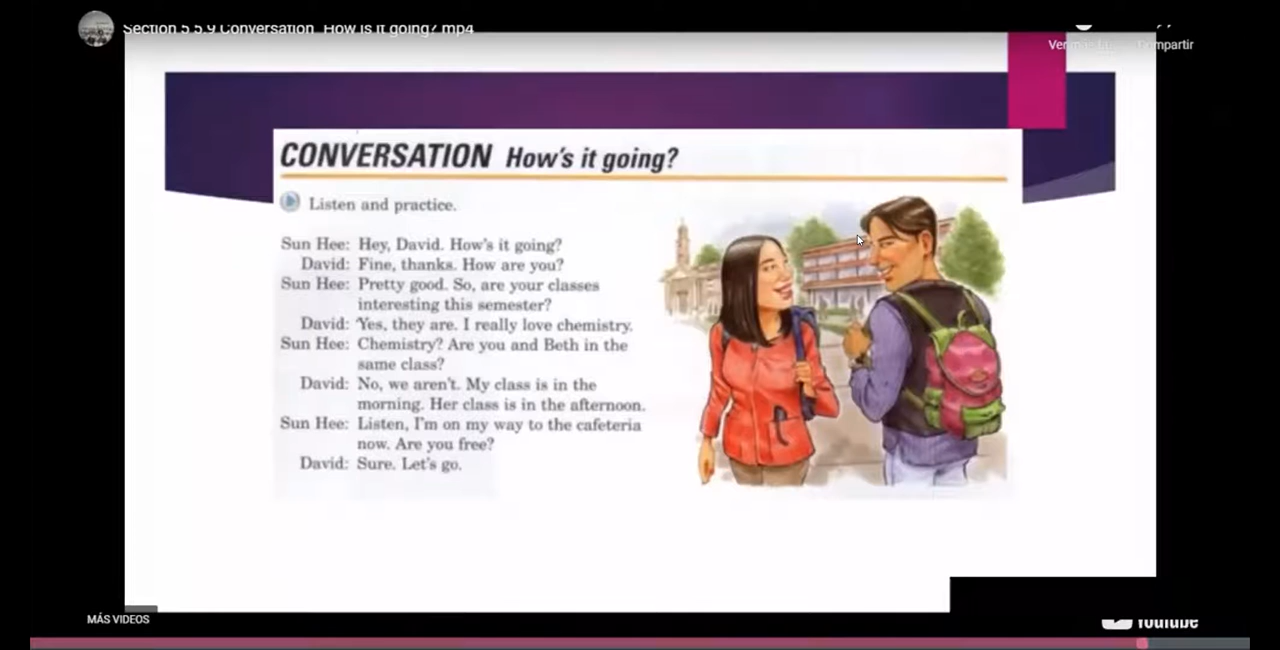 Section 5 5.9 Conversation How is it going? mp4
Compartir
CONVERSATION How's it going?
Listen and practice.
Sun Hee: Hey, David. How's it going?
David: Fine, thanks. How are you?
Sun Hee: Pretty good. So, are your classes
interesting this semester?
David: Yes, they are. I really love chemistry.
Sun Hee: Chemistry? Are you and Beth in the
same class?
David: No, we aren't. My class is in the
morning. Her class is in the afternoon.
Sun Hee: Listen, I'm on my way to the cafeteria
now. Are you free?
David: Sure. Let's go.
MÁS VIDEOS
YouTube